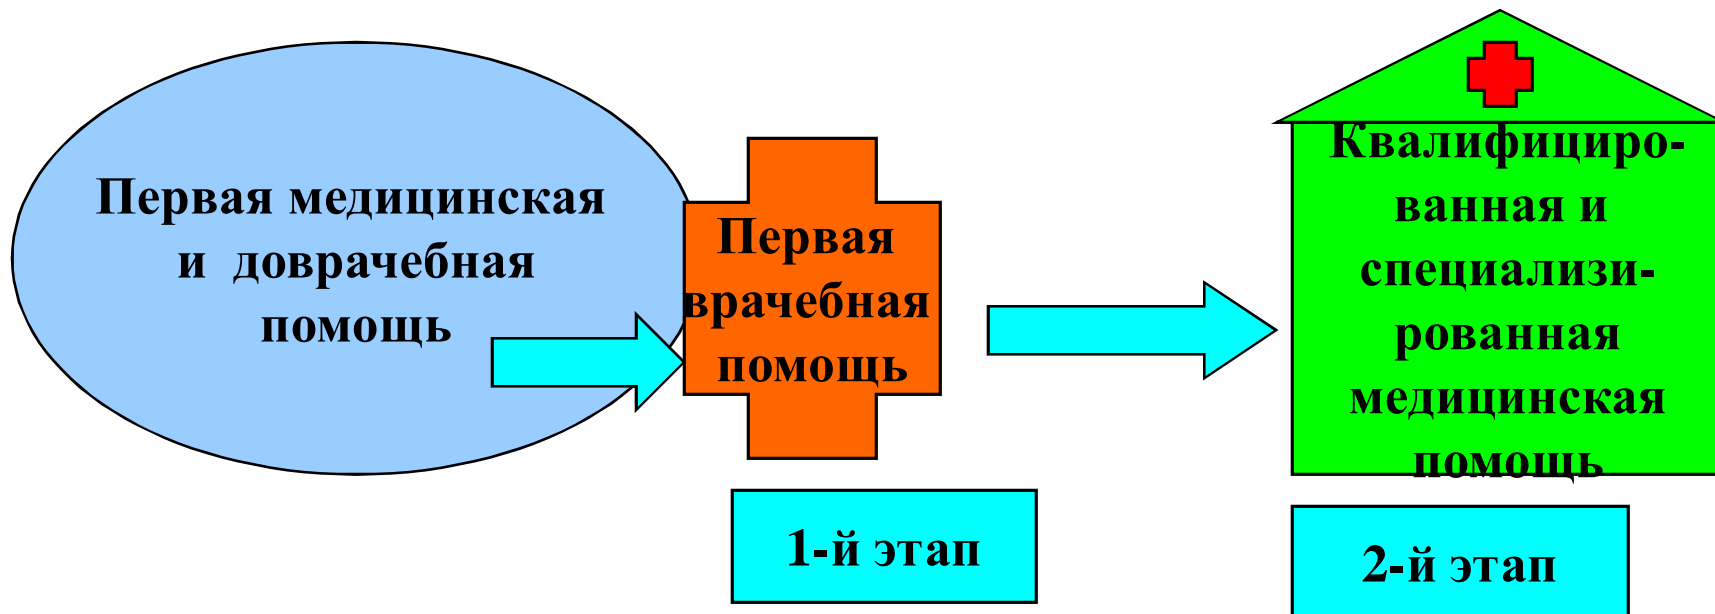 Первая медицинская
и доврачебная
помощь
Первая
врачебная
помощь
1-й этап
Квалифициро-
ванная и
специализи-
рованная
медицинская
помощь
2-й этап